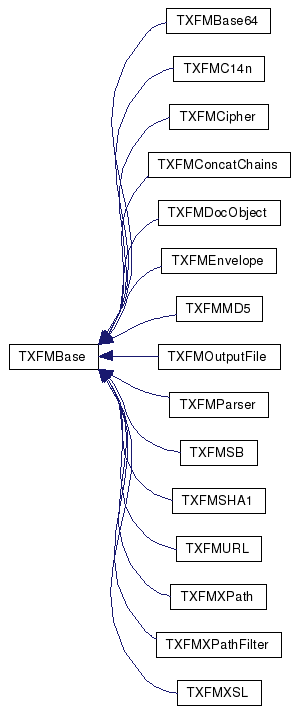 TXFMBase64
TXFMC14n
TXFMCipher
TXFMConcatChains
TXFMDocObject
TXFMEnvelope
TXFMMD5
TXFMBase
TXFMOutputFile
TXFMParser
TXFMSB
TXFMSHA1
TXFMURL
TXFMXPath
TXFMXPathFilter
TXFMXSL